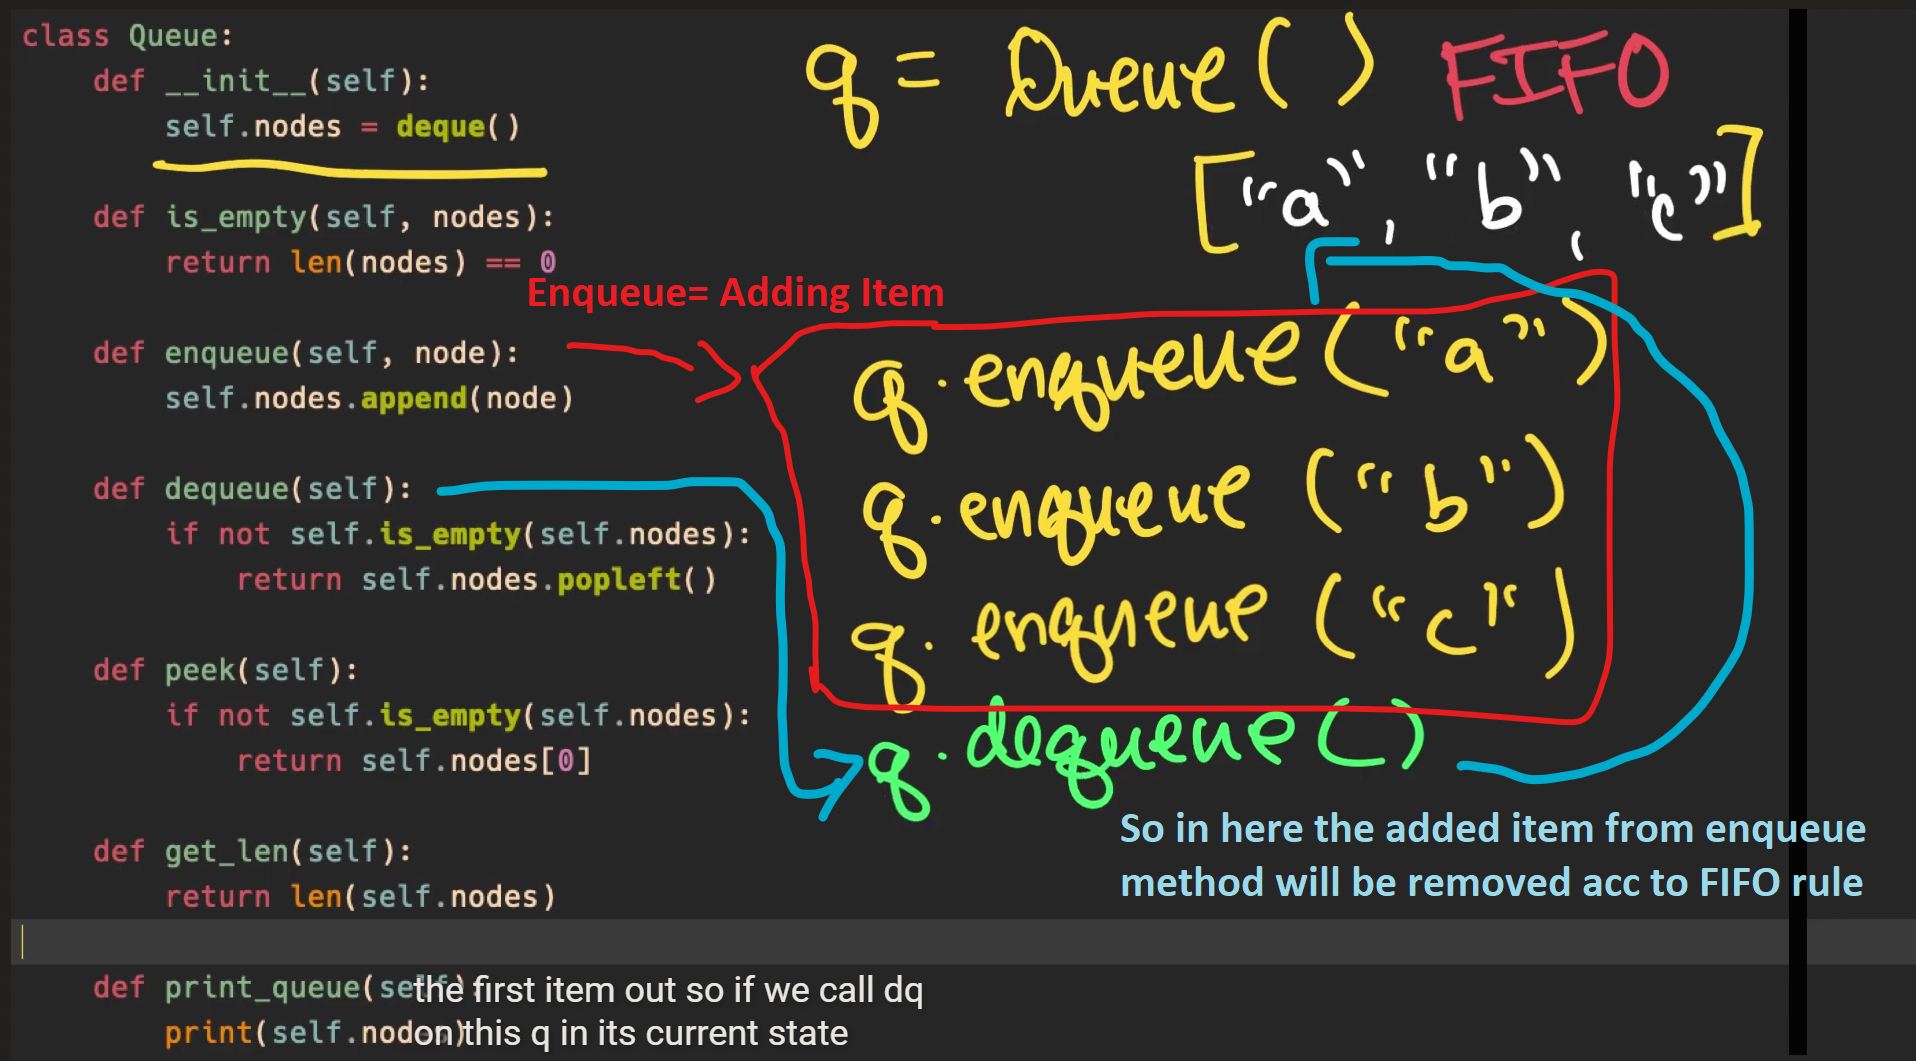 class Queue:
def __init__(self):
self.nodes = deque()
def is_empty(self, nodes):
return len(nodes) == 0
def enqueue(self, node):
self.nodes.append(node)
def dequeue(self):
if not self.is_empty(self.nodes):
return self.nodes.popleft()
def peek(self):
if not self.is_empty(self.nodes):
return self.nodes[0]
def get_len(self):
return len(self.nodes)
def print_queue(self):
print(self.nodes)
q = Queue() FIFO
["a", "b", "c"]
Enqueue= Adding Item
q.enqueue("a")
q.enqueue("b")
q.enqueue("c")
q.dequeue()
So in here the added item from enqueue
method will be removed acc to FIFO rule
the first item out so if we call dq
on this q in its current state